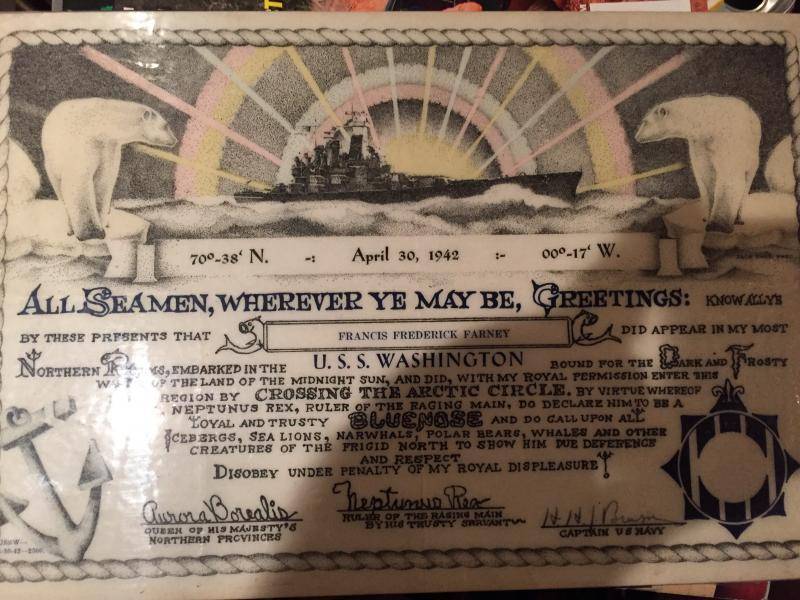 70°-38' N. -: April 30, 1942 :- 00°-17' W.
ALL SEAMEN, WHEREVER YE MAY BE, GREETINGS: KNOW ALL YE
BY THESE PRESENTS THAT FRANCIS FREDERICK FARNEY DID APPEAR IN MY MOST
NORTHERN REALMS, EMBARKED IN THE U. S. S. WASHINGTON BOUND FOR THE DARK AND FROSTY
OF THE LAND OF THE MIDNIGHT SUN, AND DID, WITH MY ROYAL PERMISSION ENTER THIS
REGION BY CROSSING THE ARCTIC CIRCLE. BY VIRTUE WHEREOF
NEPTUNUS REX, RULER OF THE RAGING MAIN, DO DECLARE HIM TO BE A
LOYAL AND TRUSTY BLUENOSE AND DO CALL UPON ALL
ICEBERGS, SEA LIONS, NARWHALS, POLAR BEARS, WHALES AND OTHER
CREATURES OF THE FRIGID NORTH TO SHOW HIM DUE DEFERENCE
AND RESPECT
DISOBEY UNDER PENALTY OF MY ROYAL DISPLEASURE
Aurora Borealis
QUEEN OF HIS MAJESTY'S
NORTHERN PROVINCES
Neptunus Rex
RULER OF THE RAGING MAIN
BY HIS TRUSTY SERVANT
CAPTAIN US NAVY